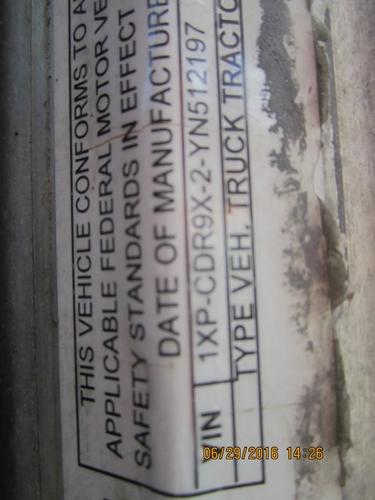 THIS VEHICLE CONFORMS TO A
APPLICABLE FEDERAL MOTOR VE
SAFETY STANDARDS IN EFFECT
DATE OF MANUFACTURE
VIN 1XP-CDR9X-2-YN512197
TYPE VEH. TRUCK TRACTO
06/29/2016 14:26